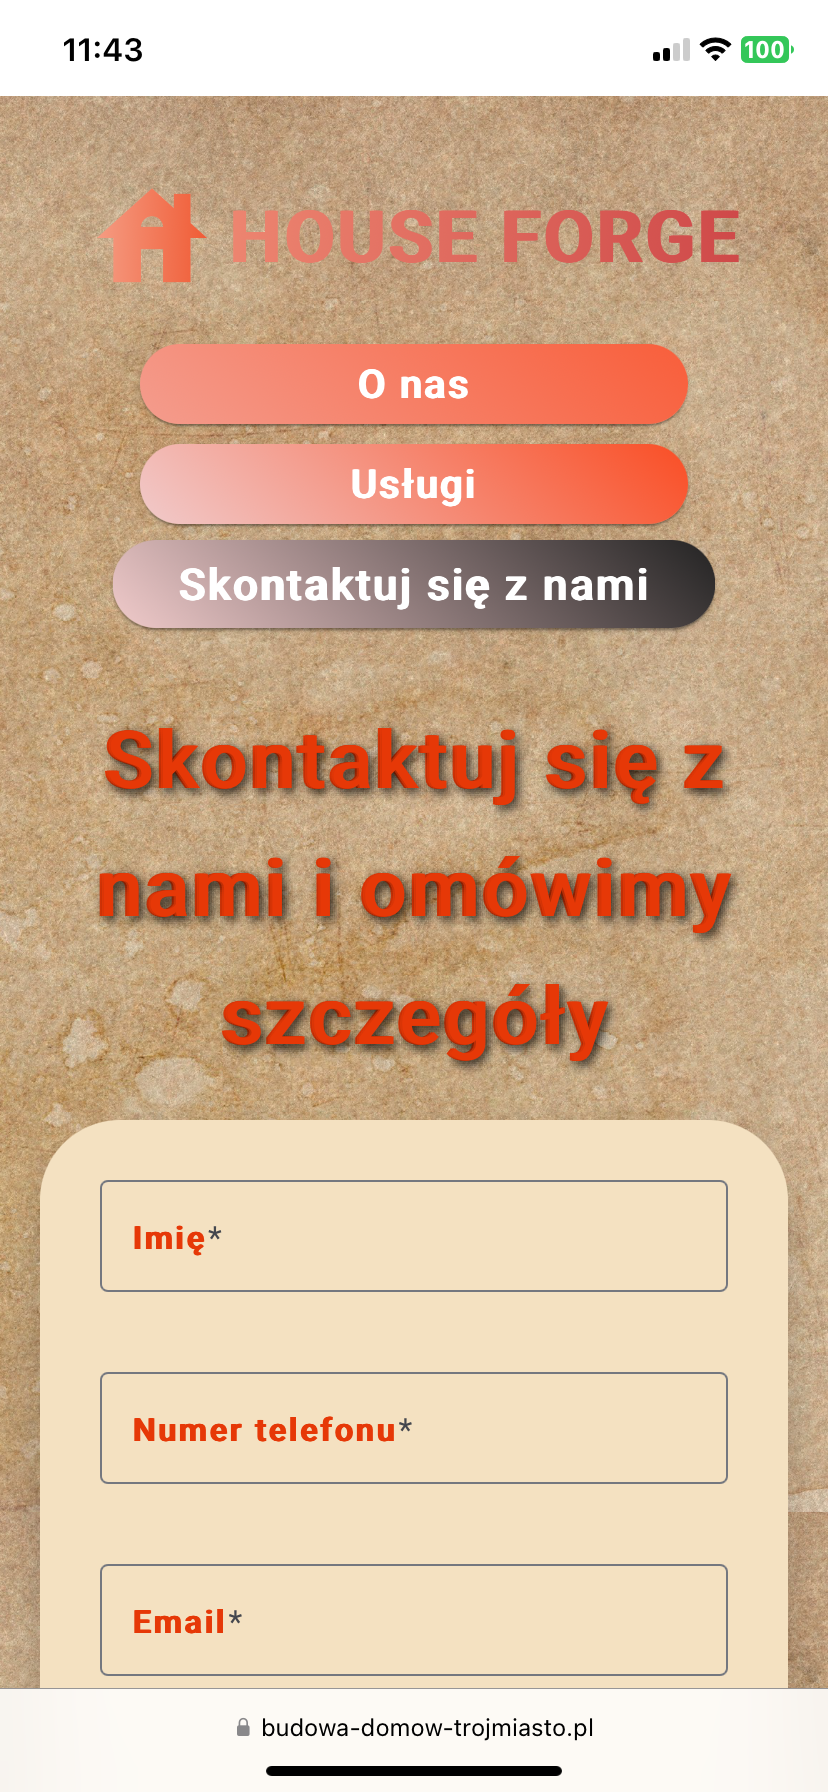 11:43
100
HOUSE FORGE
O nas
Usługi
Skontaktuj się z nami
Skontaktuj się z
nami i omówimy
szczegóły
Imię*
Numer telefonu*
Email*
budowa-domow-trojmiasto.pl